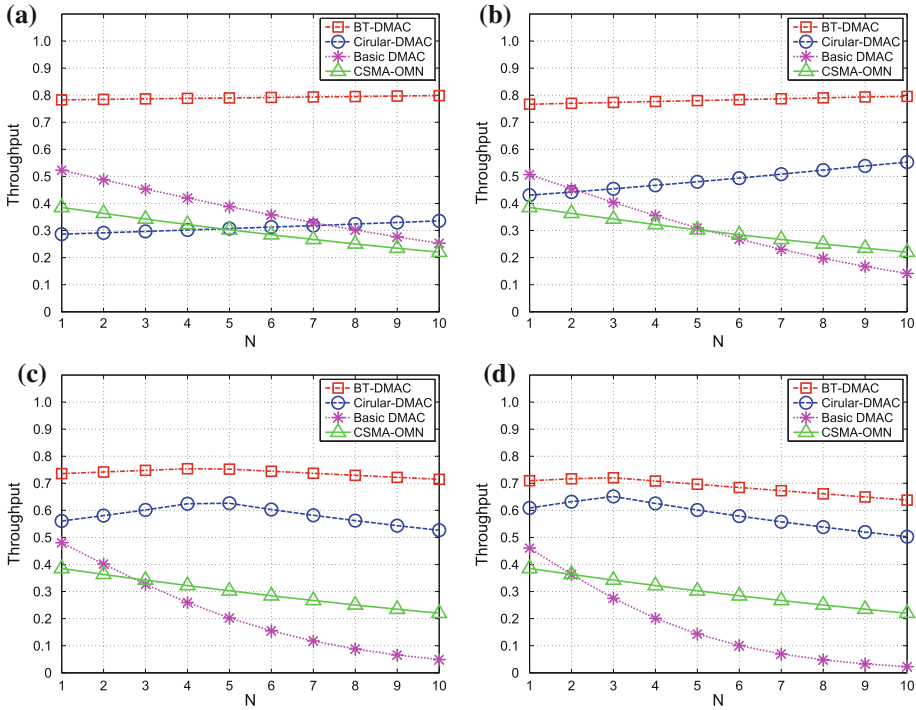 (a)
BT-DMAC
Cirular-DMAC
Basic DMAC
CSMA-OMN
1.0
0.9
0.8
0.7
0.6
0.5
0.4
0.3
0.2
0.1
0
Throughput
1 2 3 4 5 6 7 8 9 10
N
(b)
BT-DMAC
Cirular-DMAC
Basic DMAC
CSMA-OMN
1.0
0.9
0.8
0.7
0.6
0.5
0.4
0.3
0.2
0.1
0
Throughput
1 2 3 4 5 6 7 8 9 10
N
(c)
BT-DMAC
Cirular-DMAC
Basic DMAC
CSMA-OMN
1.0
0.9
0.8
0.7
0.6
0.5
0.4
0.3
0.2
0.1
0
Throughput
1 2 3 4 5 6 7 8 9 10
N
(d)
BT-DMAC
Cirular-DMAC
Basic DMAC
CSMA-OMN
1.0
0.9
0.8
0.7
0.6
0.5
0.4
0.3
0.2
0.1
0
Throughput
1 2 3 4 5 6 7 8 9 10
N